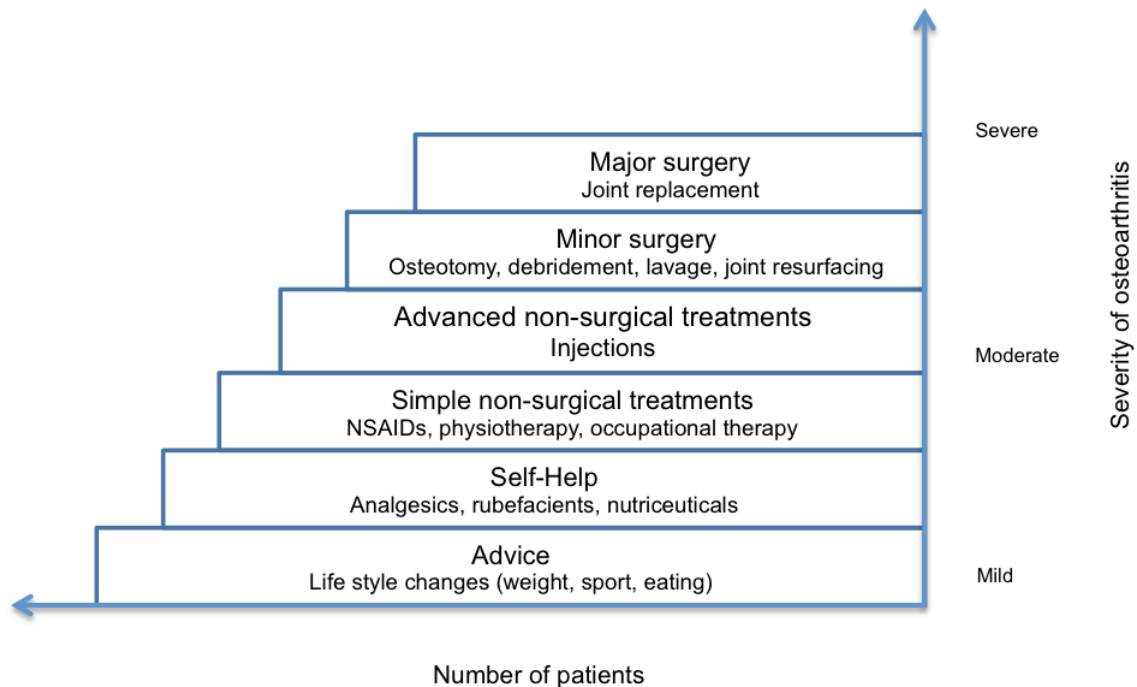 Severe
Major surgery
Joint replacement
Minor surgery
Osteotomy, debridement, lavage, joint resurfacing
Advanced non-surgical treatments
Injections
Moderate
Simple non-surgical treatments
NSAIDs, physiotherapy, occupational therapy
Self-Help
Analgesics, rubefacients, nutriceuticals
Advice
Life style changes (weight, sport, eating)
Mild
Severity of osteoarthritis
Number of patients